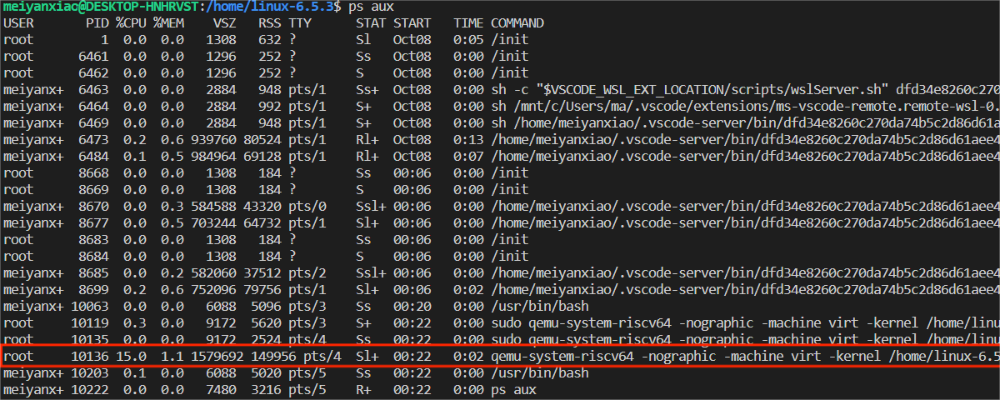 meiyanxiao@DESKTOP-HNHRVST:/home/linux-6.5.3$ ps aux
USER       PID %CPU %MEM    VSZ   RSS TTY      STAT START   TIME COMMAND
root         1  0.0  0.0   1308   632 ?        Sl   Oct08   0:05 /init
root      6461  0.0  0.0   1296   252 ?        Ss   Oct08   0:00 /init
root      6462  0.0  0.0   1296   252 ?        S    Oct08   0:00 /init
meiyanx+  6463  0.0  0.0   2884   948 pts/1    Ss+  Oct08   0:00 sh -c "$VSCODE_WSL_EXT_LOCATION/scripts/wslServer.sh" dfd34e8260c270
meiyanx+  6464  0.0  0.0   2884   992 pts/1    S+   Oct08   0:00 sh /mnt/c/Users/ma/.vscode/extensions/ms-vscode-remote.remote-wsl-0.
meiyanx+  6469  0.0  0.0   2884   948 pts/1    S+   Oct08   0:00 sh /home/meiyanxiao/.vscode-server/bin/dfd34e8260c270da74b5c2d86d61a
meiyanx+  6473  0.2  0.6 939760 80524 pts/1    Rl+  Oct08   0:13 /home/meiyanxiao/.vscode-server/bin/dfd34e8260c270da74b5c2d86d61aee4
meiyanx+  6484  0.1  0.5 984964 69128 pts/1    Rl+  Oct08   0:07 /home/meiyanxiao/.vscode-server/bin/dfd34e8260c270da74b5c2d86d61aee4
root      8668  0.0  0.0   1308   184 ?        Ss   00:06   0:00 /init
root      8669  0.0  0.0   1308   184 ?        S    00:06   0:00 /init
meiyanx+  8670  0.0  0.3 584588 43320 pts/0    Ssl+ 00:06   0:00 /home/meiyanxiao/.vscode-server/bin/dfd34e8260c270da74b5c2d86d61aee4
meiyanx+  8677  0.0  0.5 703244 64732 pts/1    Sl+  00:06   0:00 /home/meiyanxiao/.vscode-server/bin/dfd34e8260c270da74b5c2d86d61aee4
root      8683  0.0  0.0   1308   184 ?        Ss   00:06   0:00 /init
root      8684  0.0  0.0   1308   184 ?        S    00:06   0:00 /init
meiyanx+  8685  0.0  0.2 582060 37512 pts/2    Ssl+ 00:06   0:00 /home/meiyanxiao/.vscode-server/bin/dfd34e8260c270da74b5c2d86d61aee4
meiyanx+  8699  0.2  0.6 752096 79756 pts/1    Sl+  00:06   0:02 /home/meiyanxiao/.vscode-server/bin/dfd34e8260c270da74b5c2d86d61aee4
meiyanx+ 10063  0.0  0.0   6088  5096 pts/3    Ss   00:20   0:00 /usr/bin/bash
root     10119  0.3  0.0   9172  5620 pts/3    S+   00:22   0:00 sudo qemu-system-riscv64 -nographic -machine virt -kernel /home/linu
root     10135  0.0  0.0   9172  2524 pts/4    Ss   00:22   0:00 sudo qemu-system-riscv64 -nographic -machine virt -kernel /home/linu
root     10136 15.0  1.1 1579692 149956 pts/4  Sl+  00:22   0:02 qemu-system-riscv64 -nographic -machine virt -kernel /home/linux-6.5
meiyanx+ 10203  0.1  0.0   6088  5020 pts/5    Ss   00:22   0:00 /usr/bin/bash
meiyanx+ 10222  0.0  0.0   7480  3216 pts/5    R+   00:22   0:00 ps aux